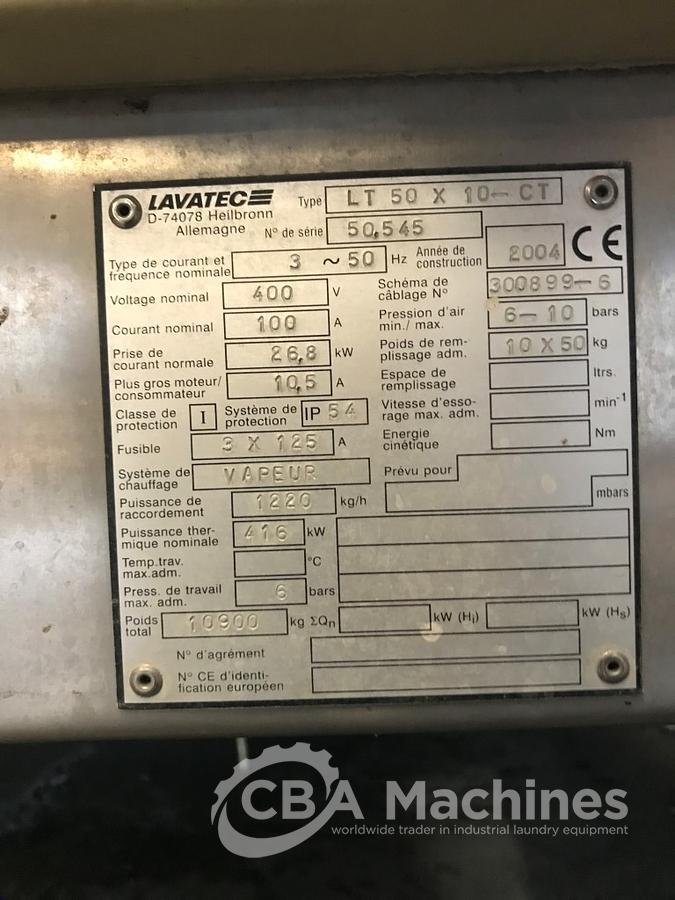 LAVATEC Type LT 50 X 10-CT
D-74078 Heilbronn
Allemagne N° de série 50,545
Type de courant et
fréquence nominale 3 ~ 50 Hz Année de
construction 2004 CE
Voltage nominal 400 V Schéma de
câblage N° 300899-6
Courant nominal 100 A Pression d'air
min./ max. 6-10 bars
Prise de
courant normale 26,8 kW Poids de rem-
plissage adm. 10 X 50 kg
Plus gros moteur/
consommateur 10,5 A Espace de
remplissage ltrs.
Classe de
protection I Système de
protection IP 54 Vitesse d'esso-
rage max. adm. min-1
Fusible 3 X 125 A Energie
cinétique Nm
Système de
chauffage VAPEUR Prévu pour
Puissance de
raccordement 1220 kg/h mbars
Puissance ther-
mique nominale 416 kW
Temp.trav.
max.adm. °C
Press. de travail
max. adm. 6 bars
Poids
total 10900 kg ΣQn kW (Hi) kW (Hs)
N° d'agrément
N° CE d'identi-
fication européen
CBA Machines
worldwide trader in industrial laundry equipment